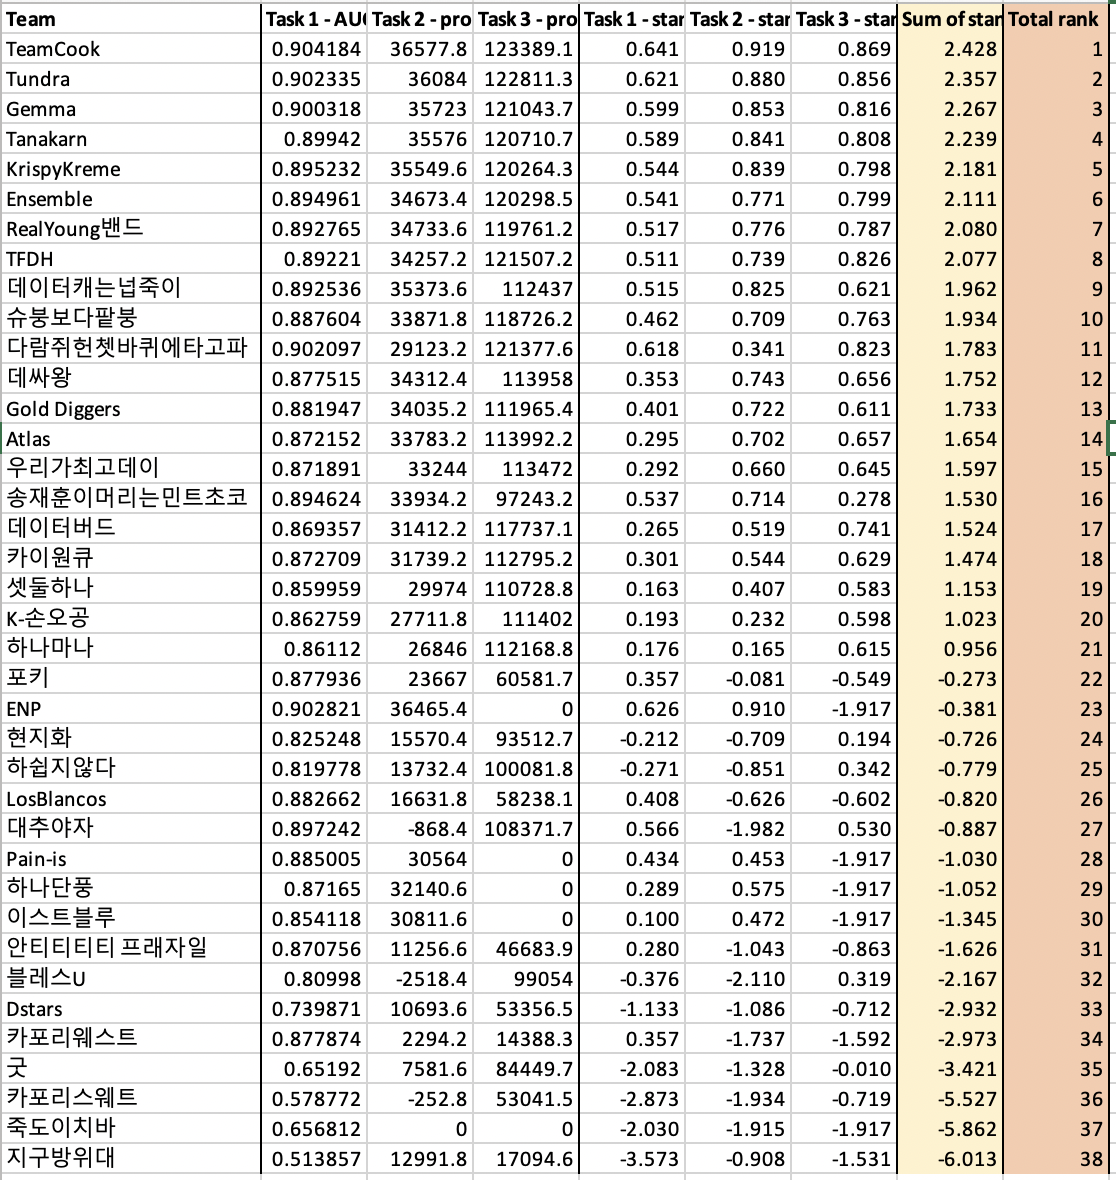 Team Task 1 - AU Task 2 - pro Task 3 - pro Task 1 - star Task 2 - star Task 3 - star Sum of star Total rank
TeamCook 0.904184 36577.8 123389.1 0.641 0.919 0.869 2.428 1
Tundra 0.902335 36084 122811.3 0.621 0.880 0.856 2.357 2
Gemma 0.900318 35723 121043.7 0.599 0.853 0.816 2.267 3
Tanakarn 0.89942 35576 120710.7 0.589 0.841 0.808 2.239 4
KrispyKreme 0.895232 35549.6 120264.3 0.544 0.839 0.798 2.181 5
Ensemble 0.894961 34673.4 120298.5 0.541 0.771 0.799 2.111 6
RealYoung밴드 0.892765 34733.6 119761.2 0.517 0.776 0.787 2.080 7
TFDH 0.89221 34257.2 121507.2 0.511 0.739 0.826 2.077 8
데이터캐는넙죽이 0.892536 35373.6 112437 0.515 0.825 0.621 1.962 9
슈붕보다팥붕 0.887604 33871.8 118726.2 0.462 0.709 0.763 1.934 10
다람쥐헌쳇바퀴에타고파 0.902097 29123.2 121377.6 0.618 0.341 0.823 1.783 11
데싸왕 0.877515 34312.4 113958 0.353 0.743 0.656 1.752 12
Gold Diggers 0.881947 34035.2 111965.4 0.401 0.722 0.611 1.733 13
Atlas 0.872152 33783.2 113992.2 0.295 0.702 0.657 1.654 14
우리가최고데이 0.871891 33244 113472 0.292 0.660 0.645 1.597 15
송재훈이머리는민트초코 0.894624 33934.2 97243.2 0.537 0.714 0.278 1.530 16
데이터버드 0.869357 31412.2 117737.1 0.265 0.519 0.741 1.524 17
카이원큐 0.872709 31739.2 112795.2 0.301 0.544 0.629 1.474 18
셋둘하나 0.859959 29974 110728.8 0.163 0.407 0.583 1.153 19
K-손오공 0.862759 27711.8 111402 0.193 0.232 0.598 1.023 20
하나마나 0.86112 26846 112168.8 0.176 0.165 0.615 0.956 21
포키 0.877936 23667 60581.7 0.357 -0.081 -0.549 -0.273 22
ENP 0.902821 36465.4 0 0.626 0.910 -1.917 -0.381 23
현지화 0.825248 15570.4 93512.7 -0.212 -0.709 0.194 -0.726 24
하쉽지않다 0.819778 13732.4 100081.8 -0.271 -0.851 0.342 -0.779 25
LosBlancos 0.882662 16631.8 58238.1 0.408 -0.626 -0.602 -0.820 26
대추야자 0.897242 -868.4 108371.7 0.566 -1.982 0.530 -0.887 27
Pain-is 0.885005 30564 0 0.434 0.453 -1.917 -1.030 28
하나단풍 0.87165 32140.6 0 0.289 0.575 -1.917 -1.052 29
이스트블루 0.854118 30811.6 0 0.100 0.472 -1.917 -1.345 30
안티티티티 프래자일 0.870756 11256.6 46683.9 0.280 -1.043 -0.863 -1.626 31
블레스U 0.80998 -2518.4 99054 -0.376 -2.110 0.319 -2.167 32
Dstars 0.739871 10693.6 53356.5 -1.133 -1.086 -0.712 -2.932 33
카포리웨스트 0.877874 2294.2 14388.3 0.357 -1.737 -1.592 -2.973 34
굿 0.65192 7581.6 84449.7 -2.083 -1.328 -0.010 -3.421 35
카포리스웨트 0.578772 -252.8 53041.5 -2.873 -1.934 -0.719 -5.527 36
죽도이치바 0.656812 0 0 -2.030 -1.915 -1.917 -5.862 37
지구방위대 0.513857 12991.8 17094.6 -3.573 -0.908 -1.531 -6.013 38